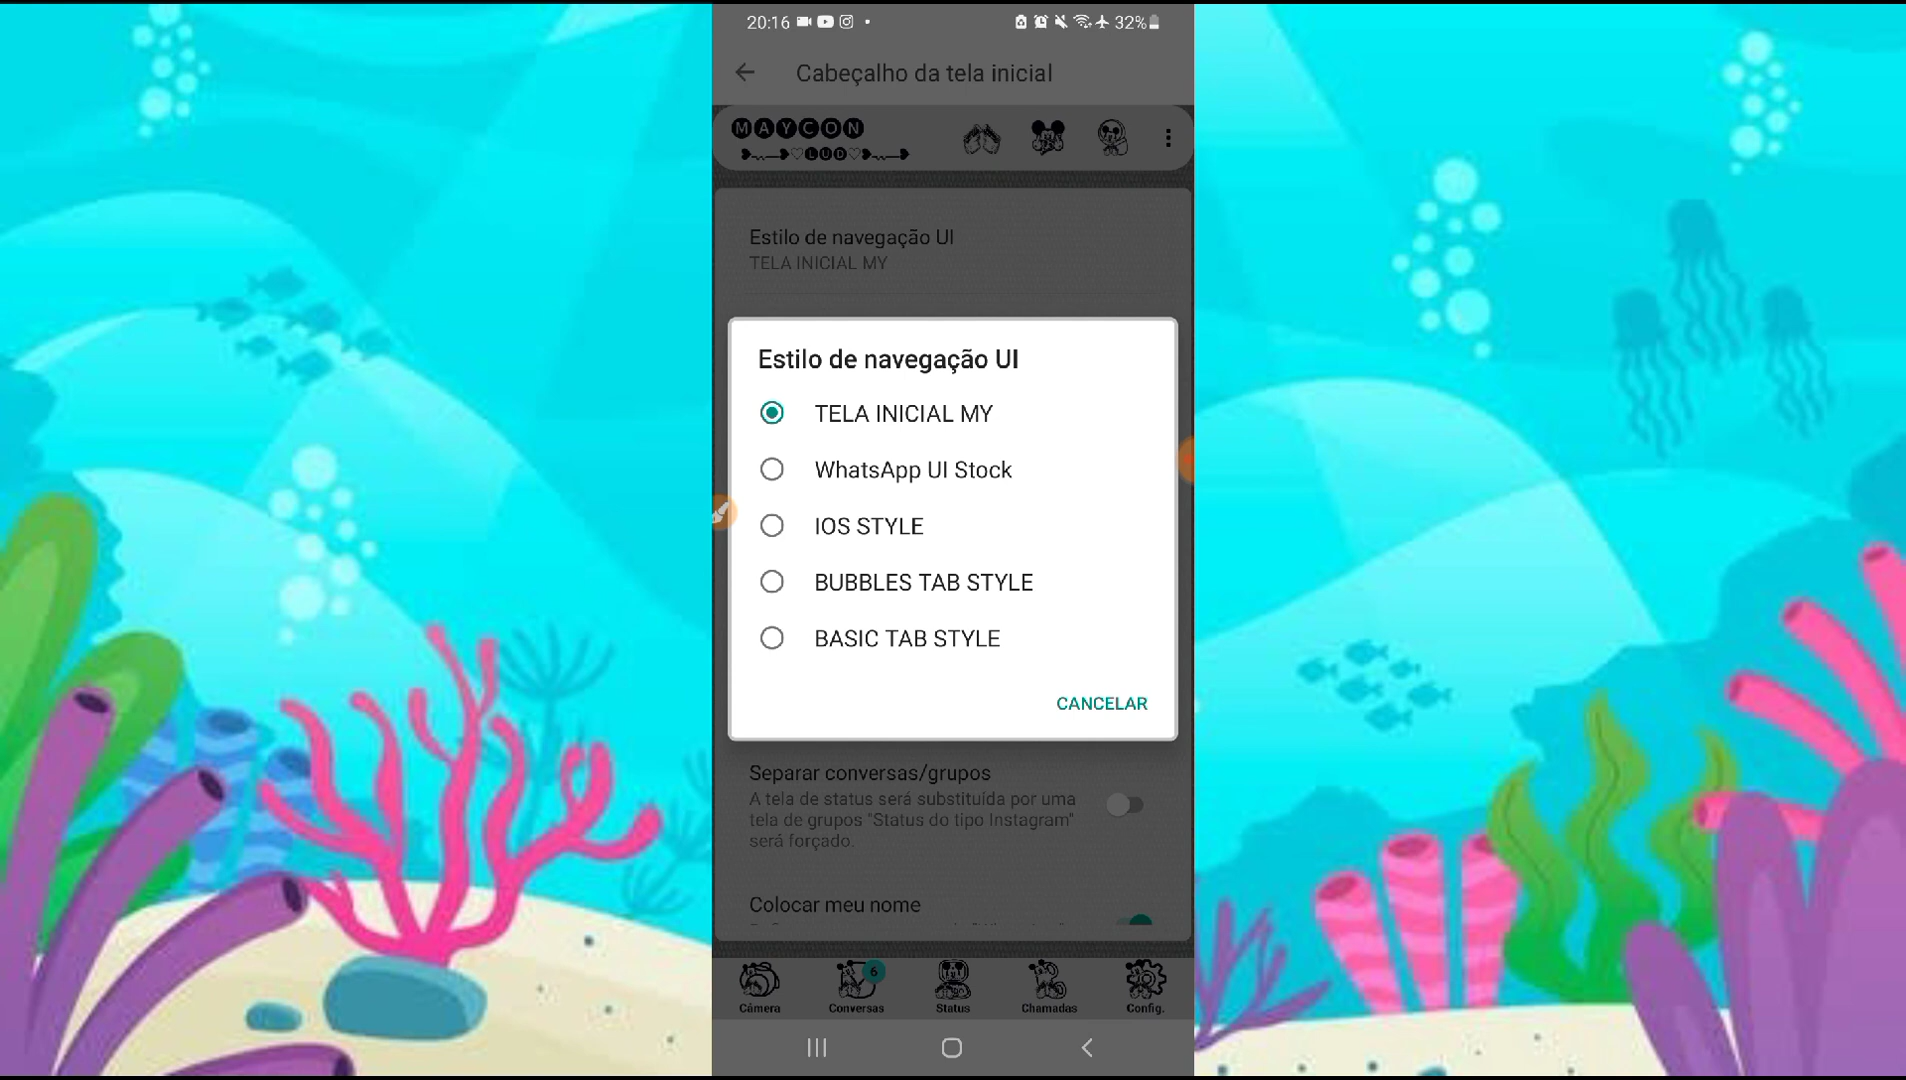 20:16
32%
Cabeçalho da tela inicial
MAYCON
LUD
Estilo de navegação UI
TELA INICIAL MY
Estilo de navegação UI
TELA INICIAL MY
WhatsApp UI Stock
IOS STYLE
BUBBLES TAB STYLE
BASIC TAB STYLE
CANCELAR
Separar conversas/grupos
A tela de status será substituída por uma
tela de grupos "Status do tipo Instagram"
será forçado.
Colocar meu nome
6
Câmera Conversas Status Chamadas Config.